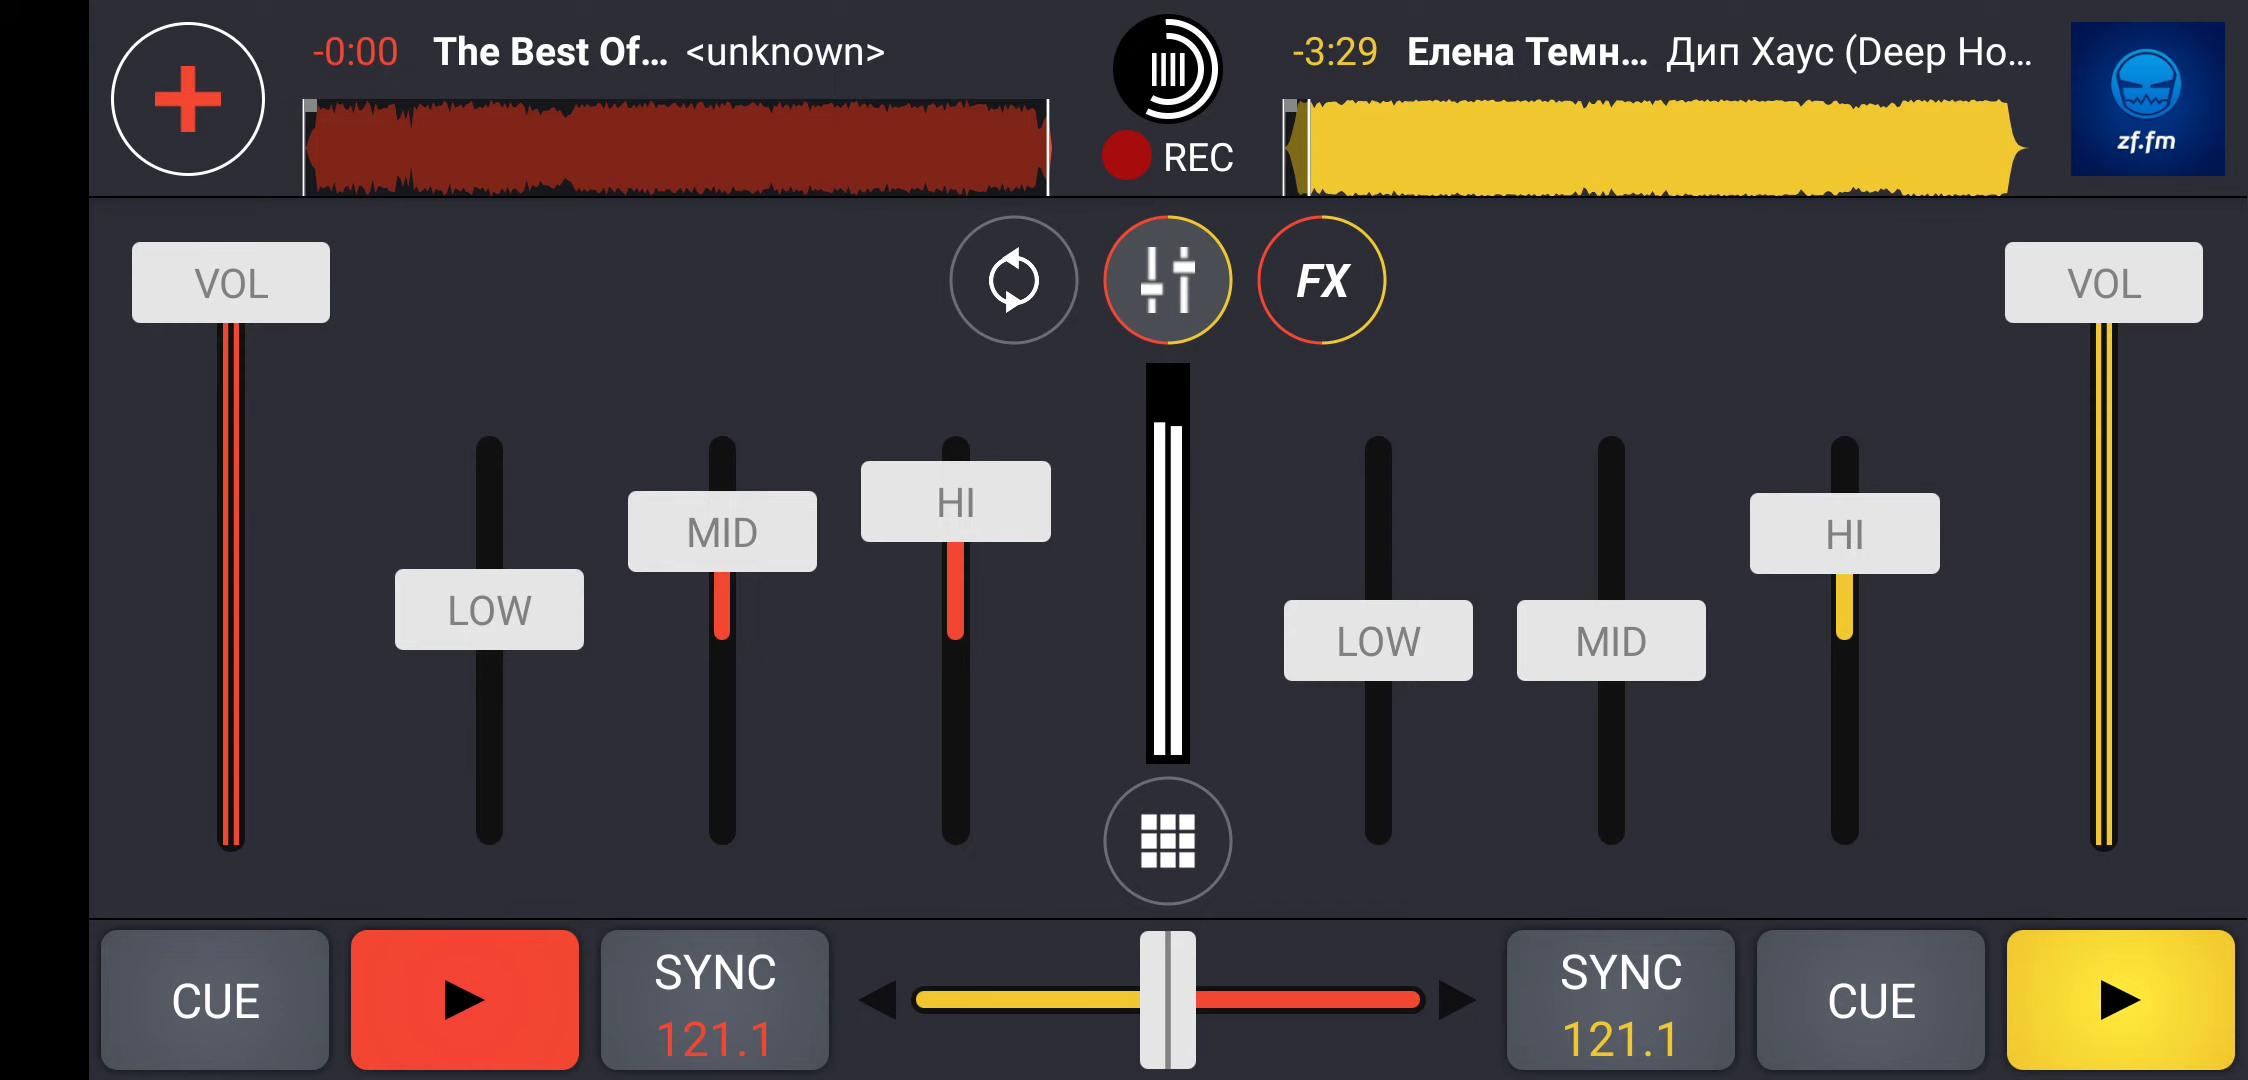 -0:00 The Best Of... <unknown>
REC
-3:29 Елена Темн... Дип Хаус (Deep Ho...
zf.fm
FX
VOL
LOW
MID
HI
LOW
MID
HI
VOL
CUE
SYNC
121.1
SYNC
121.1
CUE